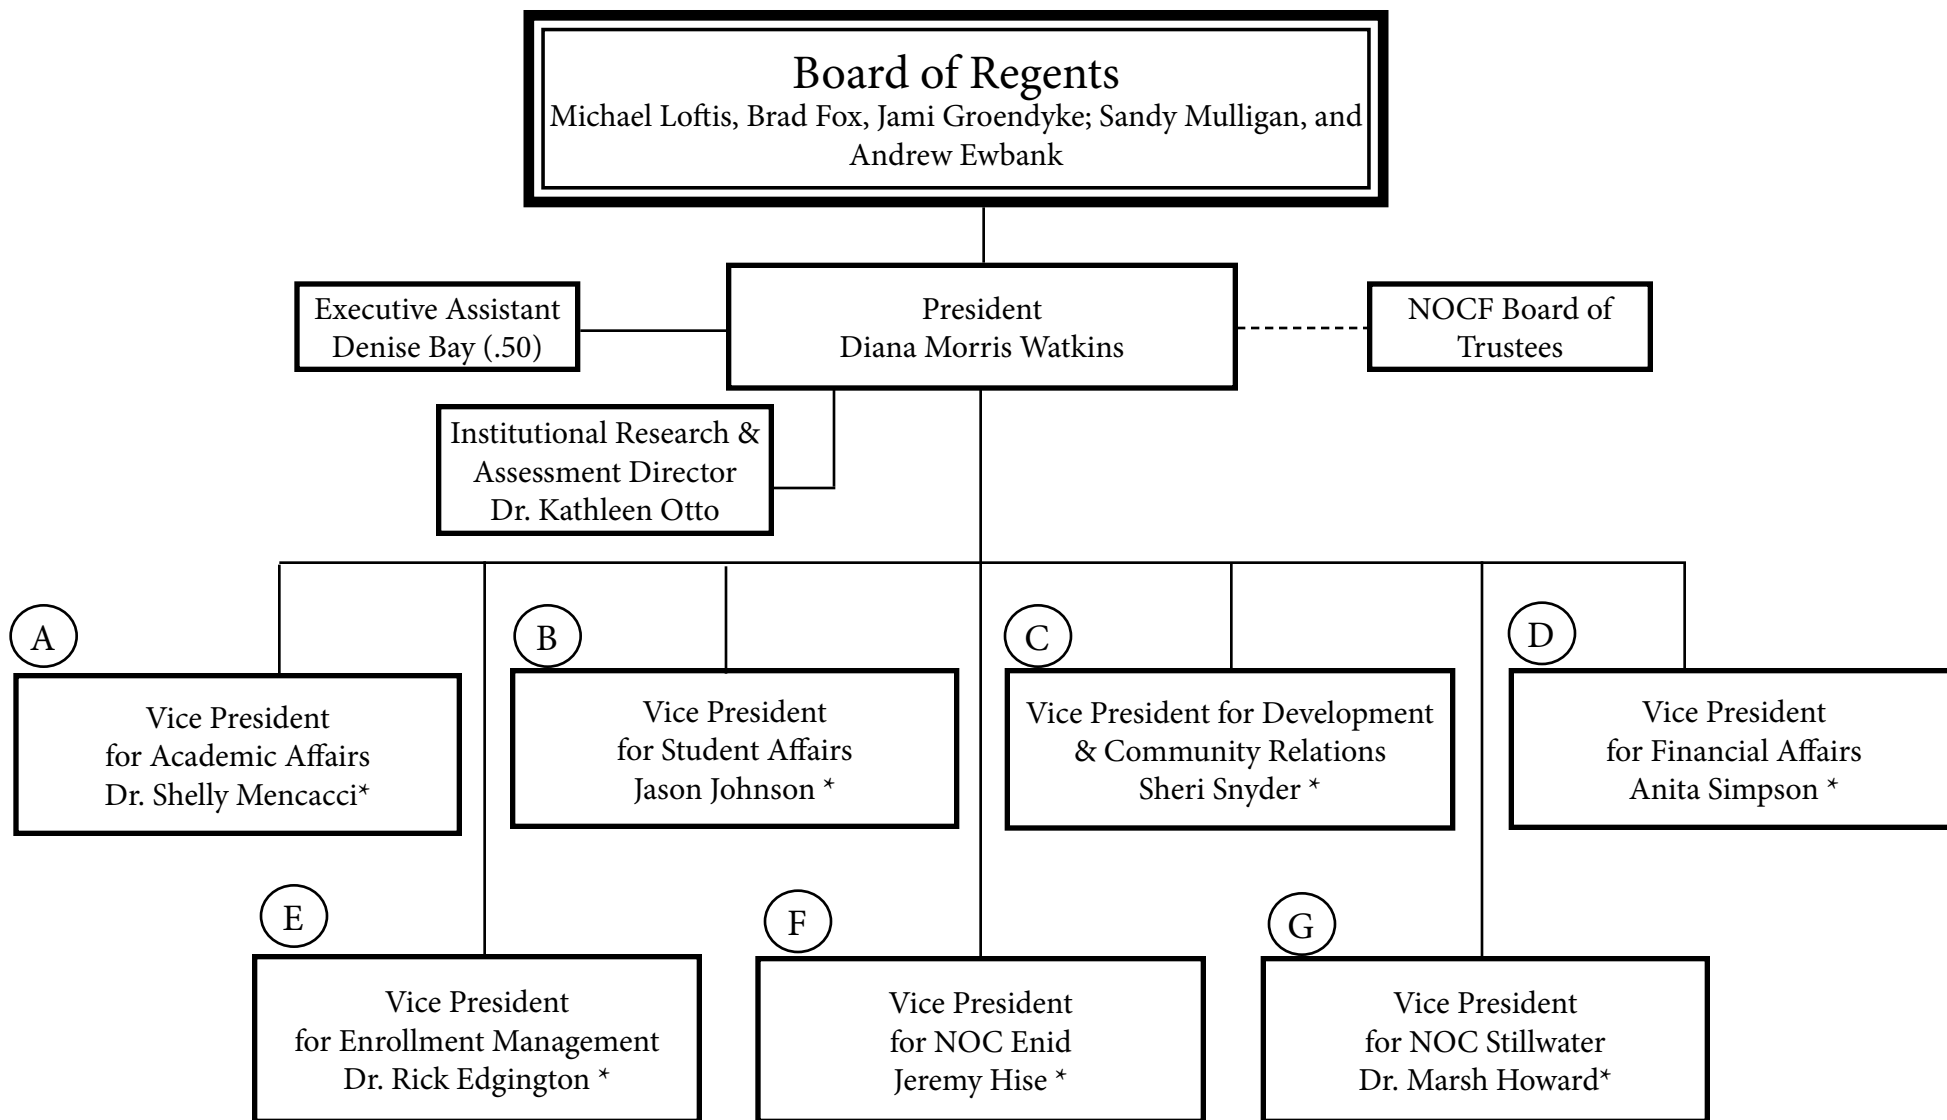 Board of Regents
Michael Loftis, Brad Fox, Jami Groendyke; Sandy Mulligan, and
Andrew Ewbank
Executive Assistant
Denise Bay (.50)
President
Diana Morris Watkins
NOCF Board of
Trustees
Institutional Research &
Assessment Director
Dr. Kathleen Otto
A
Vice President
for Academic Affairs
Dr. Shelly Mencacci*
B
Vice President
for Student Affairs
Jason Johnson *
C
Vice President for Development
& Community Relations
Sheri Snyder *
D
Vice President
for Financial Affairs
Anita Simpson *
E
Vice President
for Enrollment Management
Dr. Rick Edgington *
F
Vice President
for NOC Enid
Jeremy Hise *
G
Vice President
for NOC Stillwater
Dr. Marsh Howard*